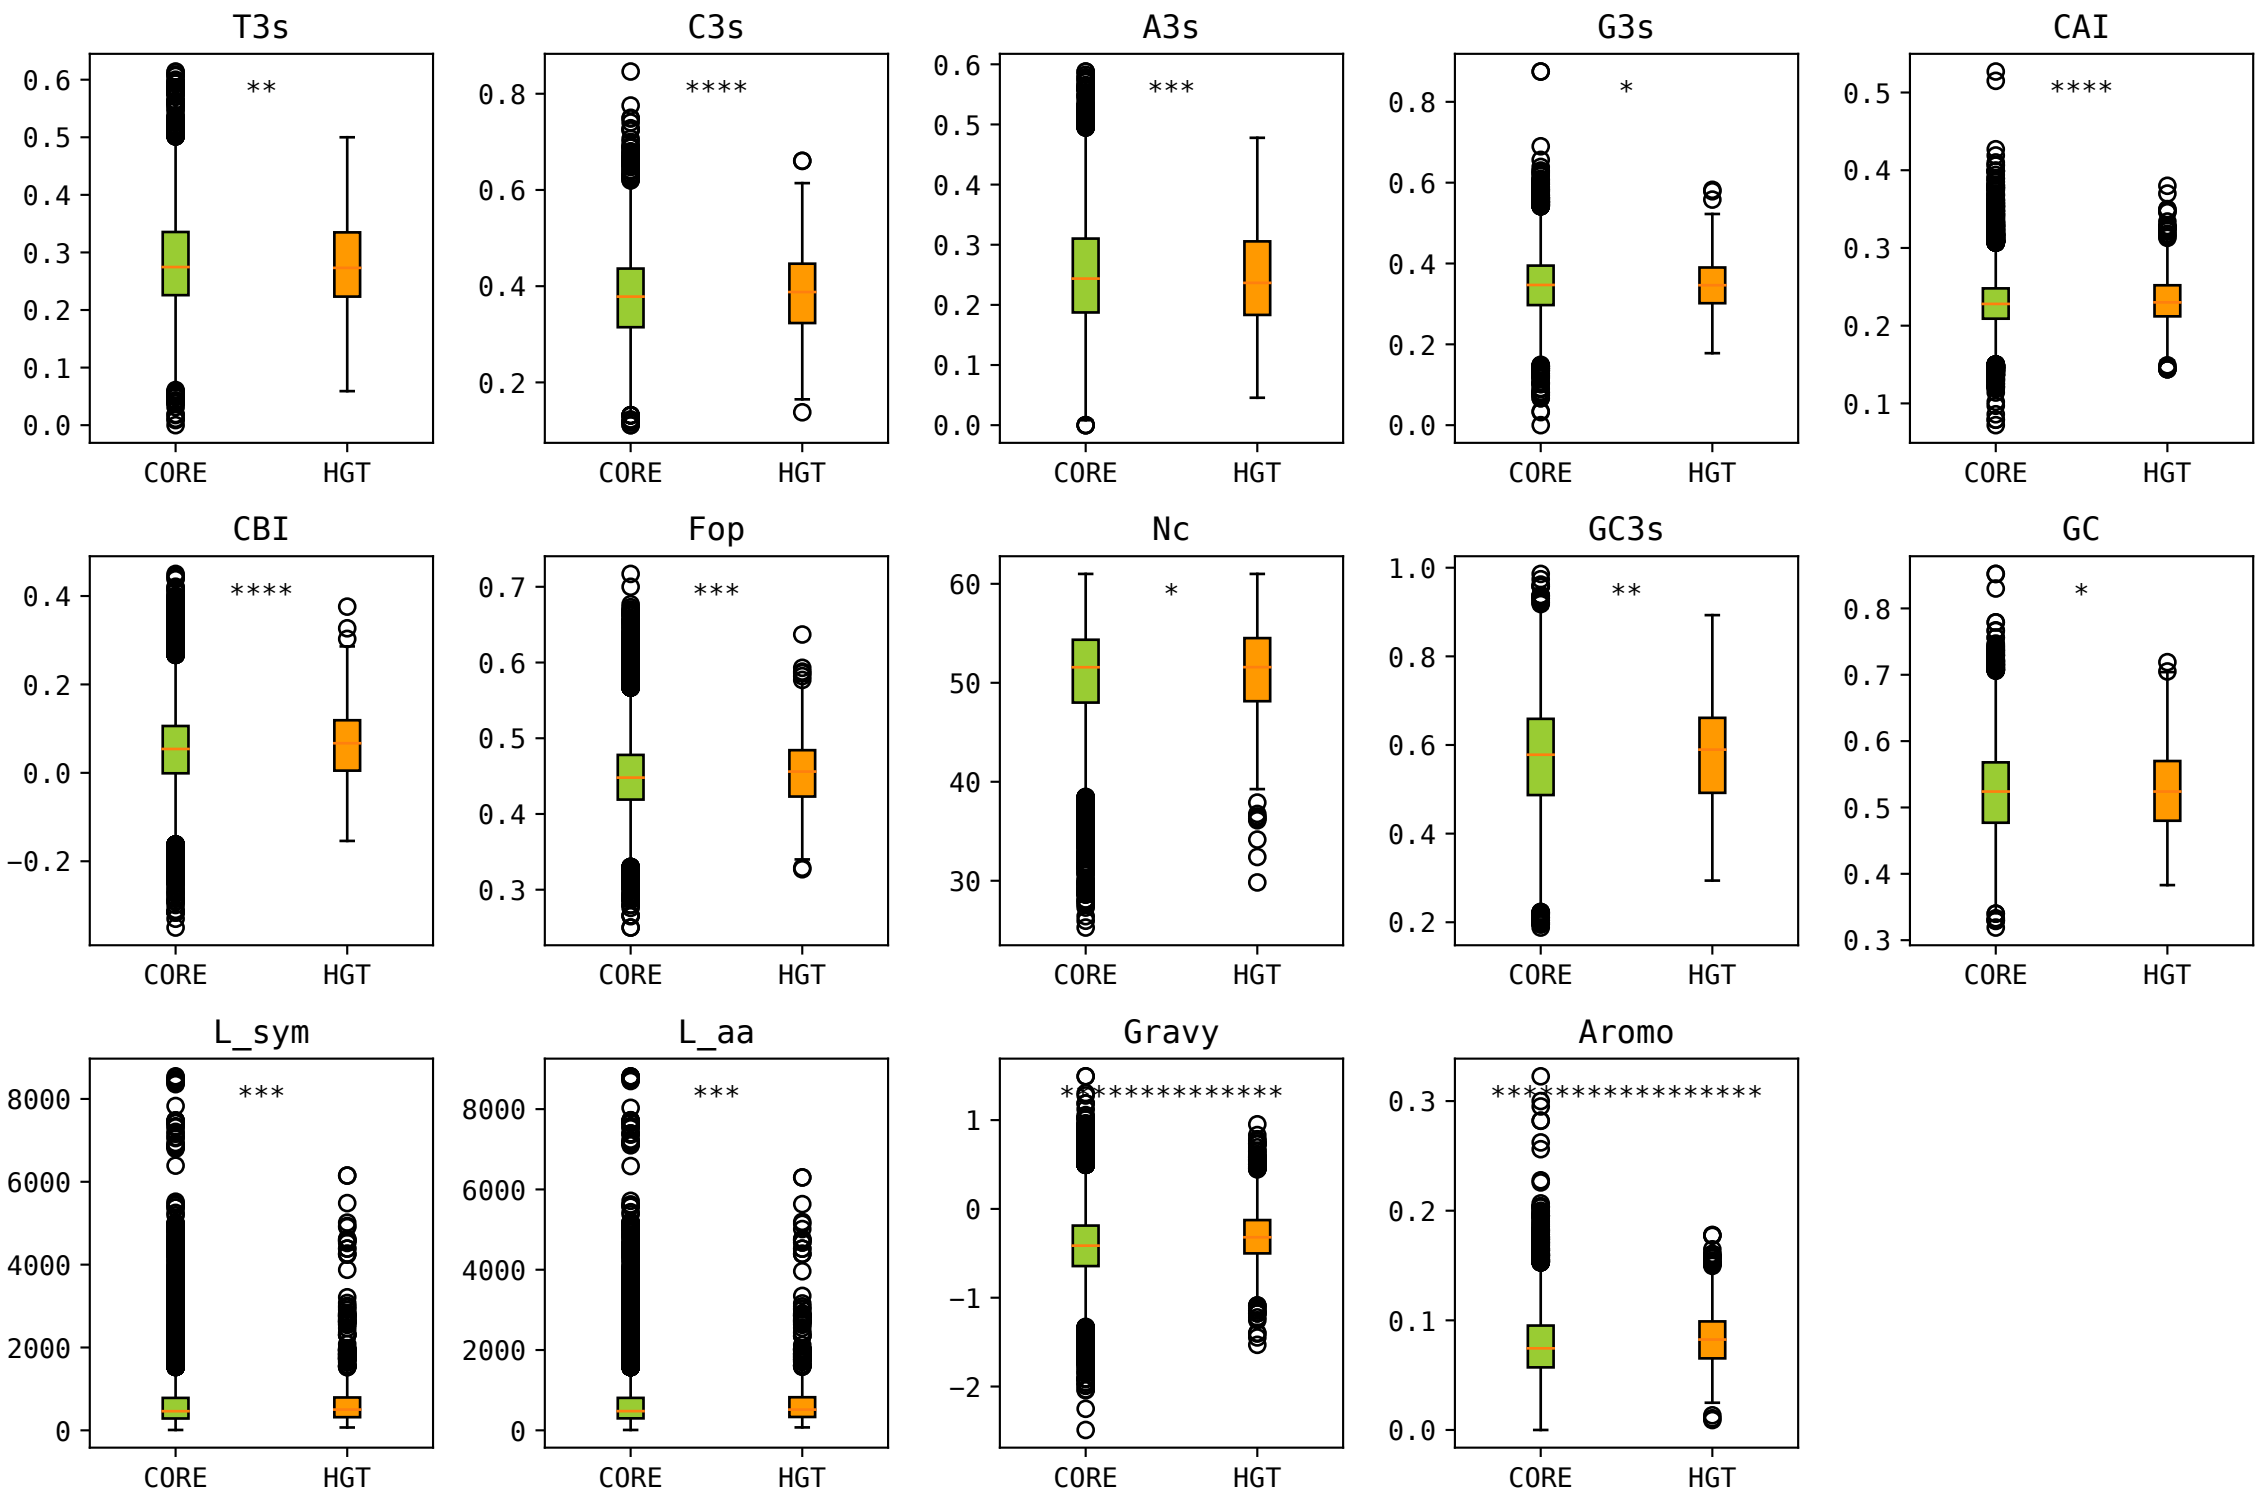 T3s C3s A3s G3s CAI
** **** *** * ****
0.6 0.5 0.4 0.3 0.2 0.1 0.0
0.8 0.6 0.4 0.2
0.6 0.5 0.4 0.3 0.2 0.1 0.0
0.8 0.6 0.4 0.2 0.0
0.5 0.4 0.3 0.2 0.1
CORE HGT CORE HGT CORE HGT CORE HGT CORE HGT
CBI Fop Nc GC3s GC
**** *** * ** *
0.4 0.2 0.0 −0.2
0.7 0.6 0.5 0.4 0.3
60 50 40 30
1.0 0.8 0.6 0.4 0.2
0.8 0.7 0.6 0.5 0.4 0.3
CORE HGT CORE HGT CORE HGT CORE HGT CORE HGT
L_sym L_aa Gravy Aromo
*** *** ************** *****************
8000 6000 4000 2000 0
8000 6000 4000 2000 0
1 0 −1 −2
0.3 0.2 0.1 0.0
CORE HGT CORE HGT CORE HGT CORE HGT